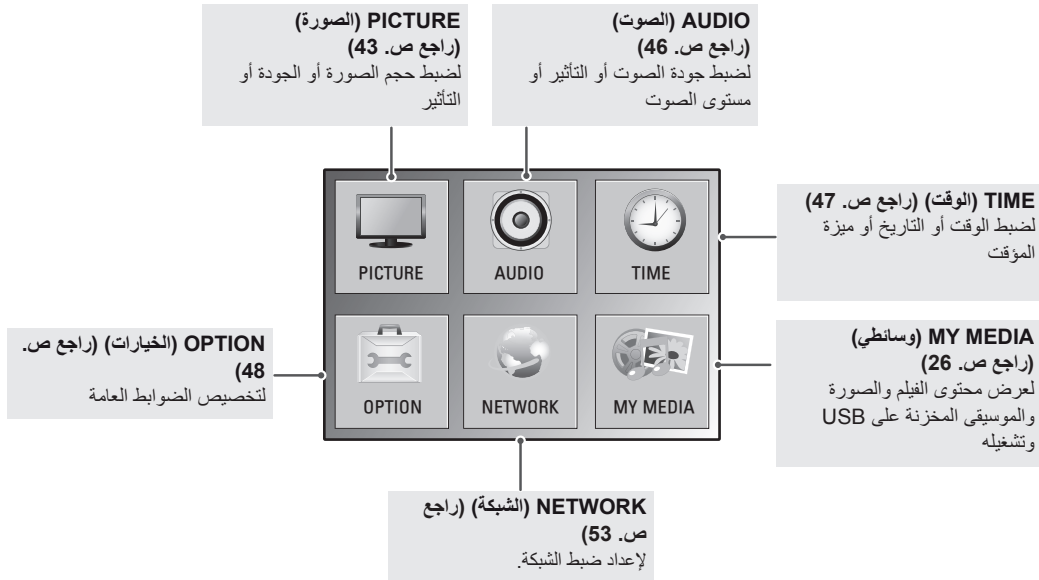 PICTURE (الصورة)
(راجع ص. 43)
لضبط حجم الصورة أو الجودة أو
التأثير
AUDIO (الصوت)
(راجع ص. 46)
لضبط جودة الصوت أو التأثير أو
مستوى الصوت
TIME (الوقت) (راجع ص. 47)
لضبط الوقت أو التاريخ أو ميزة
المؤقت
PICTURE
AUDIO
TIME
OPTION
NETWORK
MY MEDIA
OPTION (الخيارات) (راجع ص.
48)
لتخصيص الضوابط العامة
MY MEDIA (وسائطي)
(راجع ص. 26)
لعرض محتوى الفيلم والصورة
والموسيقى المخزنة على USB
وتشغيله
NETWORK (الشبكة) (راجع
ص. 53)
لإعداد ضبط الشبكة.